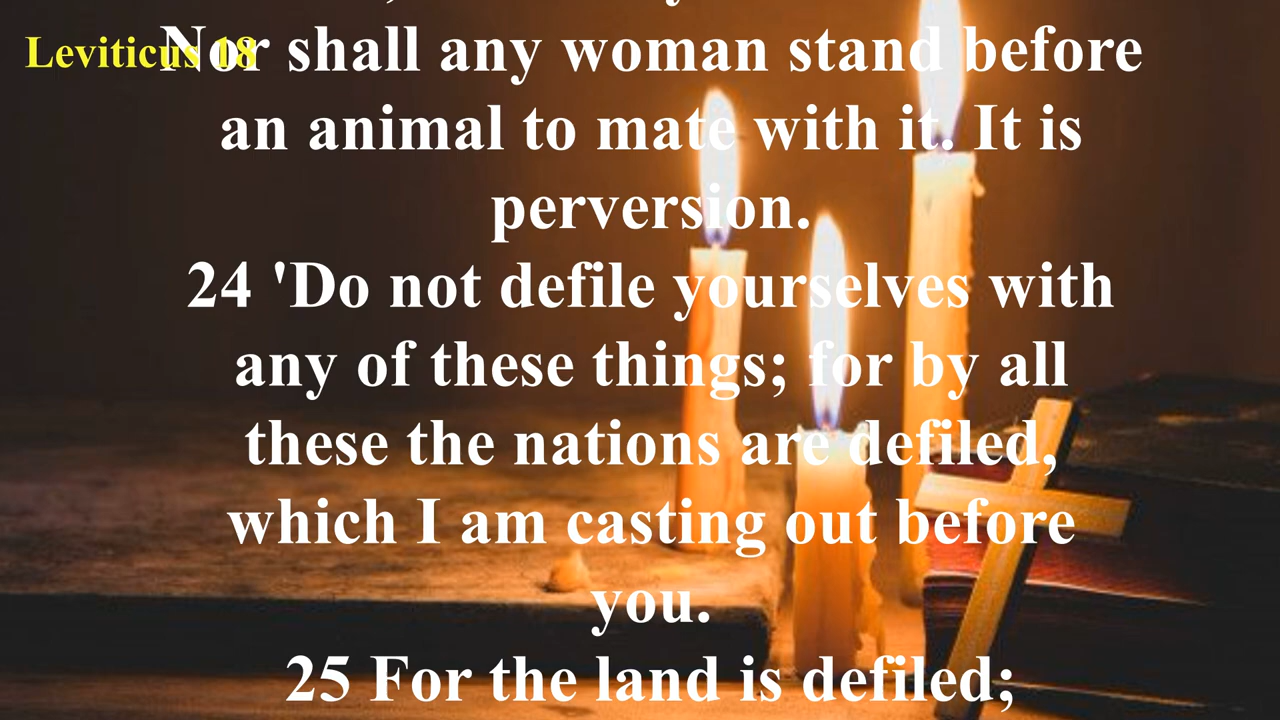 Leviticus 18
Nor shall any woman stand before
an animal to mate with it. It is
perversion.
24 'Do not defile yourselves with
any of these things; for by all
these the nations are defiled,
which I am casting out before
you.
25 For the land is defiled;